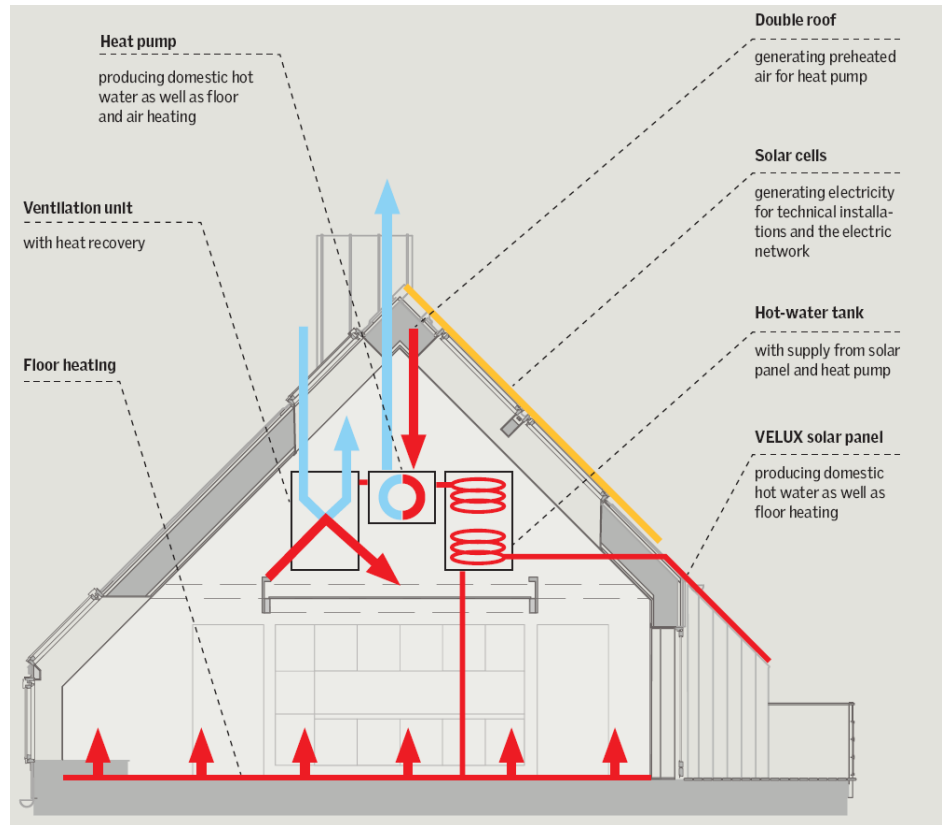 Heat pump
producing domestic hot
water as well as floor
and air heating
Ventilation unit
with heat recovery
Floor heating
Double roof
generating preheated
air for heat pump
Solar cells
generating electricity
for technical installa-
tions and the electric
network
Hot-water tank
with supply from solar
panel and heat pump
VELUX solar panel
producing domestic
hot water as well as
floor heating